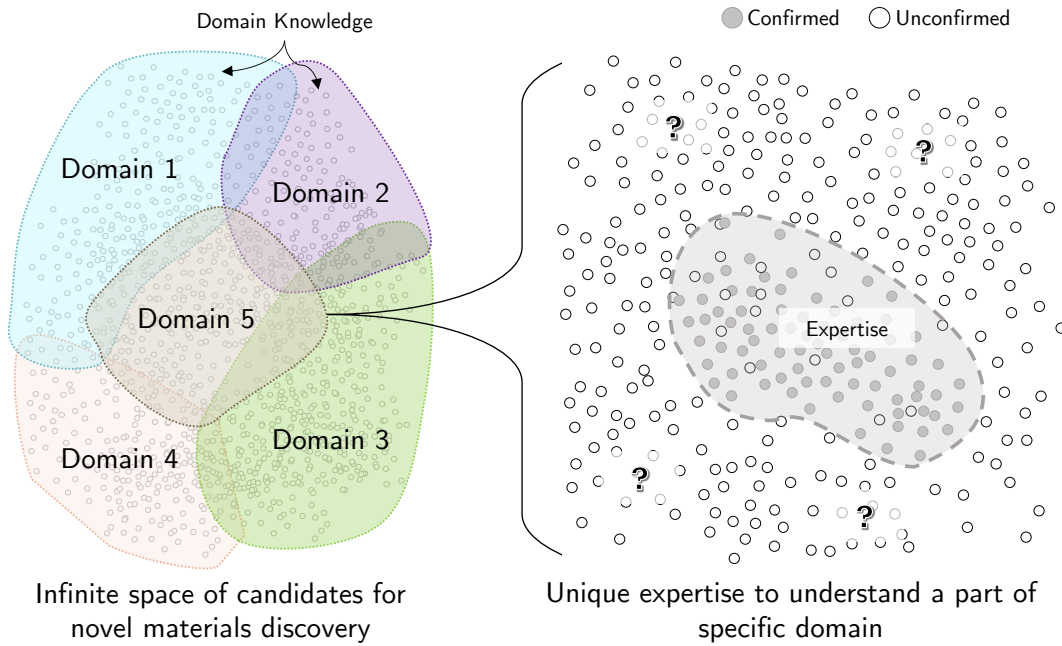 Domain Knowledge
Confirmed
Unconfirmed
Domain 1
Domain 2
Domain 5
Domain 3
Domain 4
?
?
Expertise
?
?
Infinite space of candidates for
novel materials discovery
Unique expertise to understand a part of
specific domain